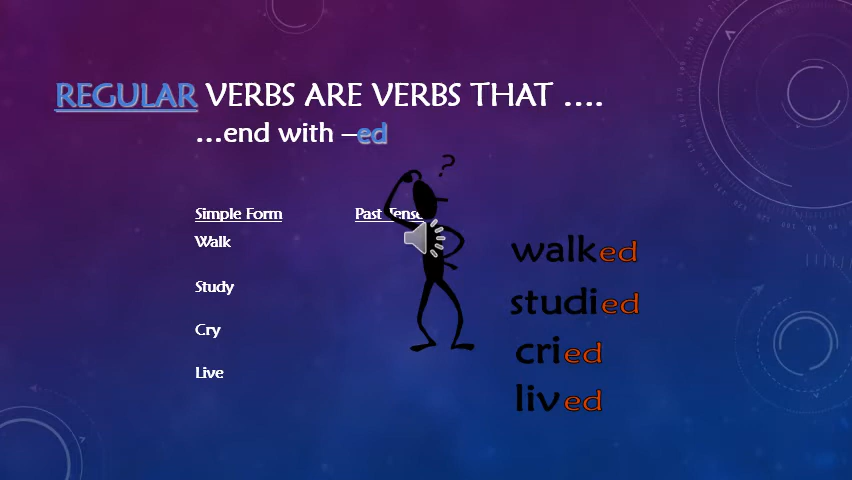 REGULAR VERBS ARE VERBS THAT ….
…end with –ed
?
Simple Form Past Tense
Walk walked
Study studied
Cry cried
Live lived